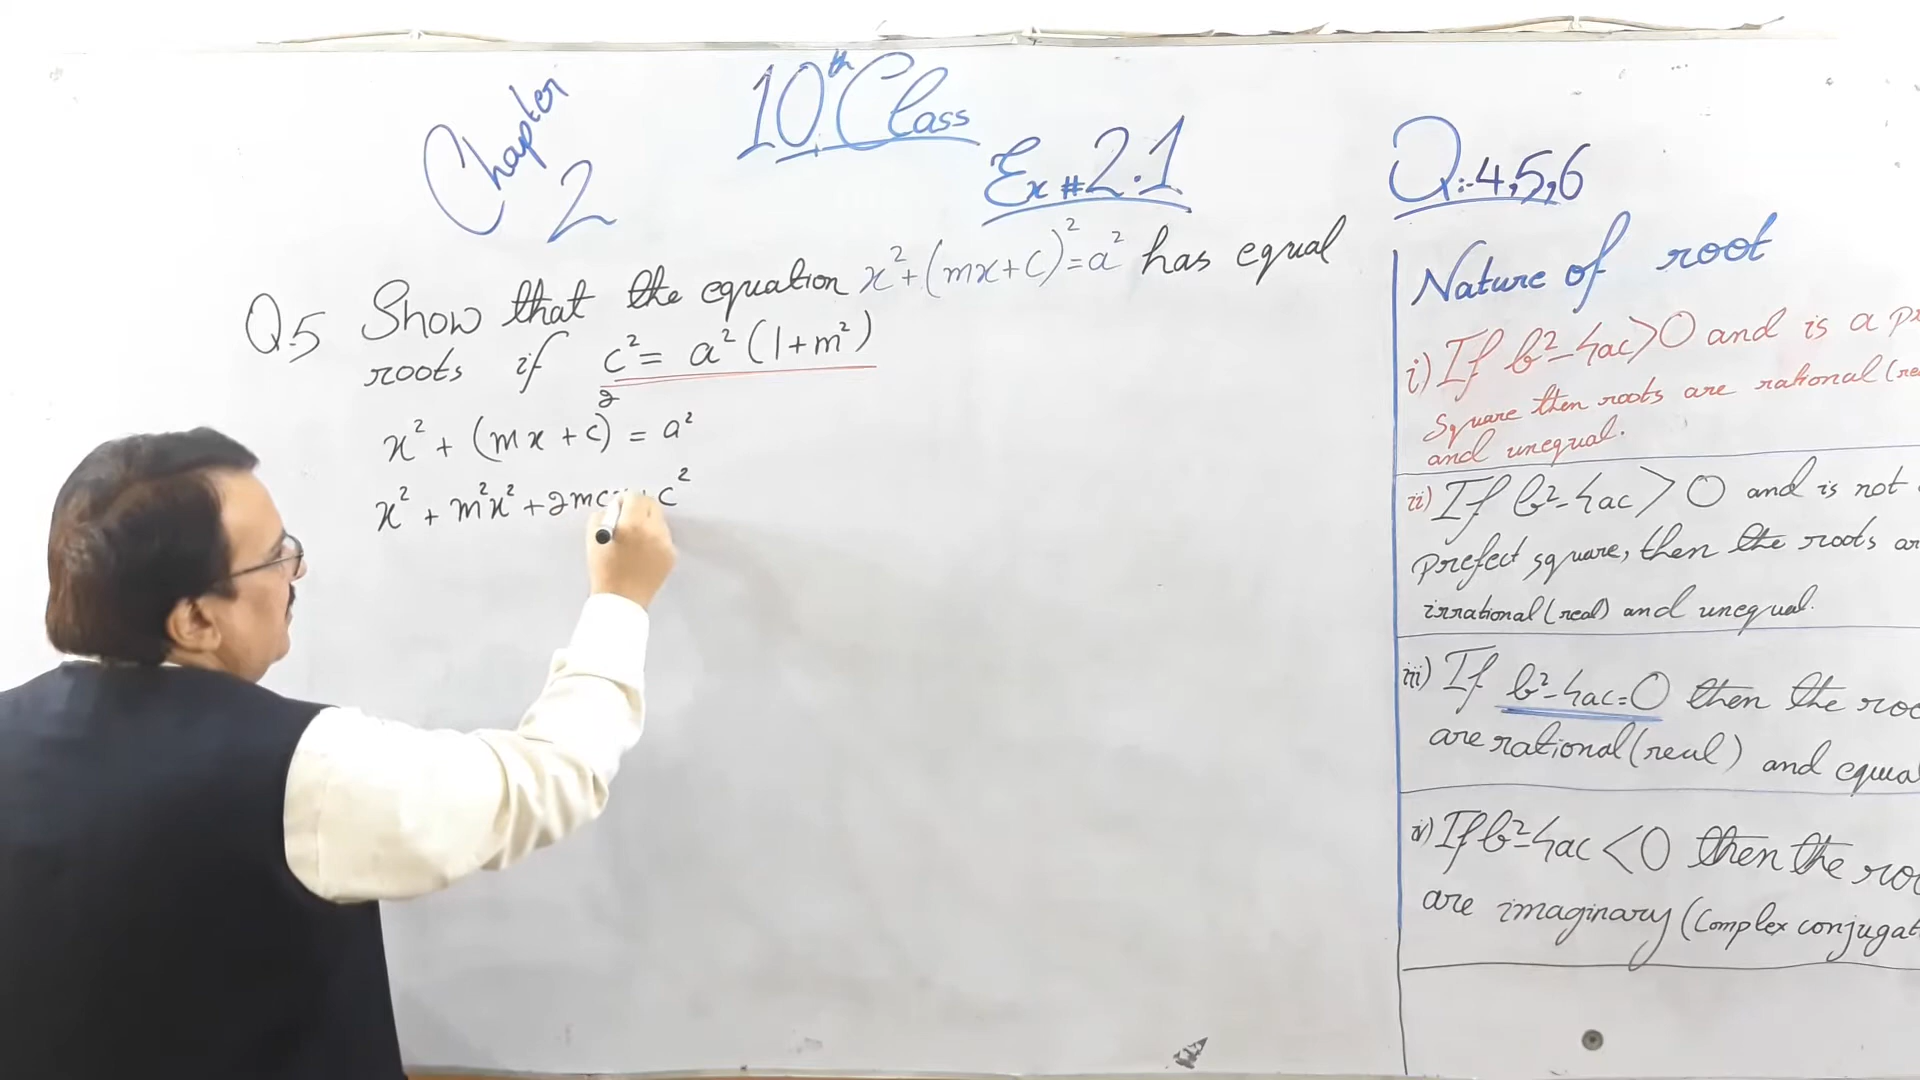 Chapter 2
10th Class
Ex # 2.1
Q:-4,5,6
Q.5 Show that the equation x²+(mx+c)²=a² has equal
roots if c²= a²(1+m²)
x² + (mx+c)² = a²
x² + m²x² + 2mc + c²
Nature of root
i) If b²-4ac>0 and is a
Square then roots are rational(
and unequal.
ii) If b²-4ac > 0 and is not
prefect square, then the roots
irrational(real) and unequal.
iii) If b²-4ac=0 then the
are rational(real) and
iv) If b²-4ac <0 then the
are imaginary(Complex